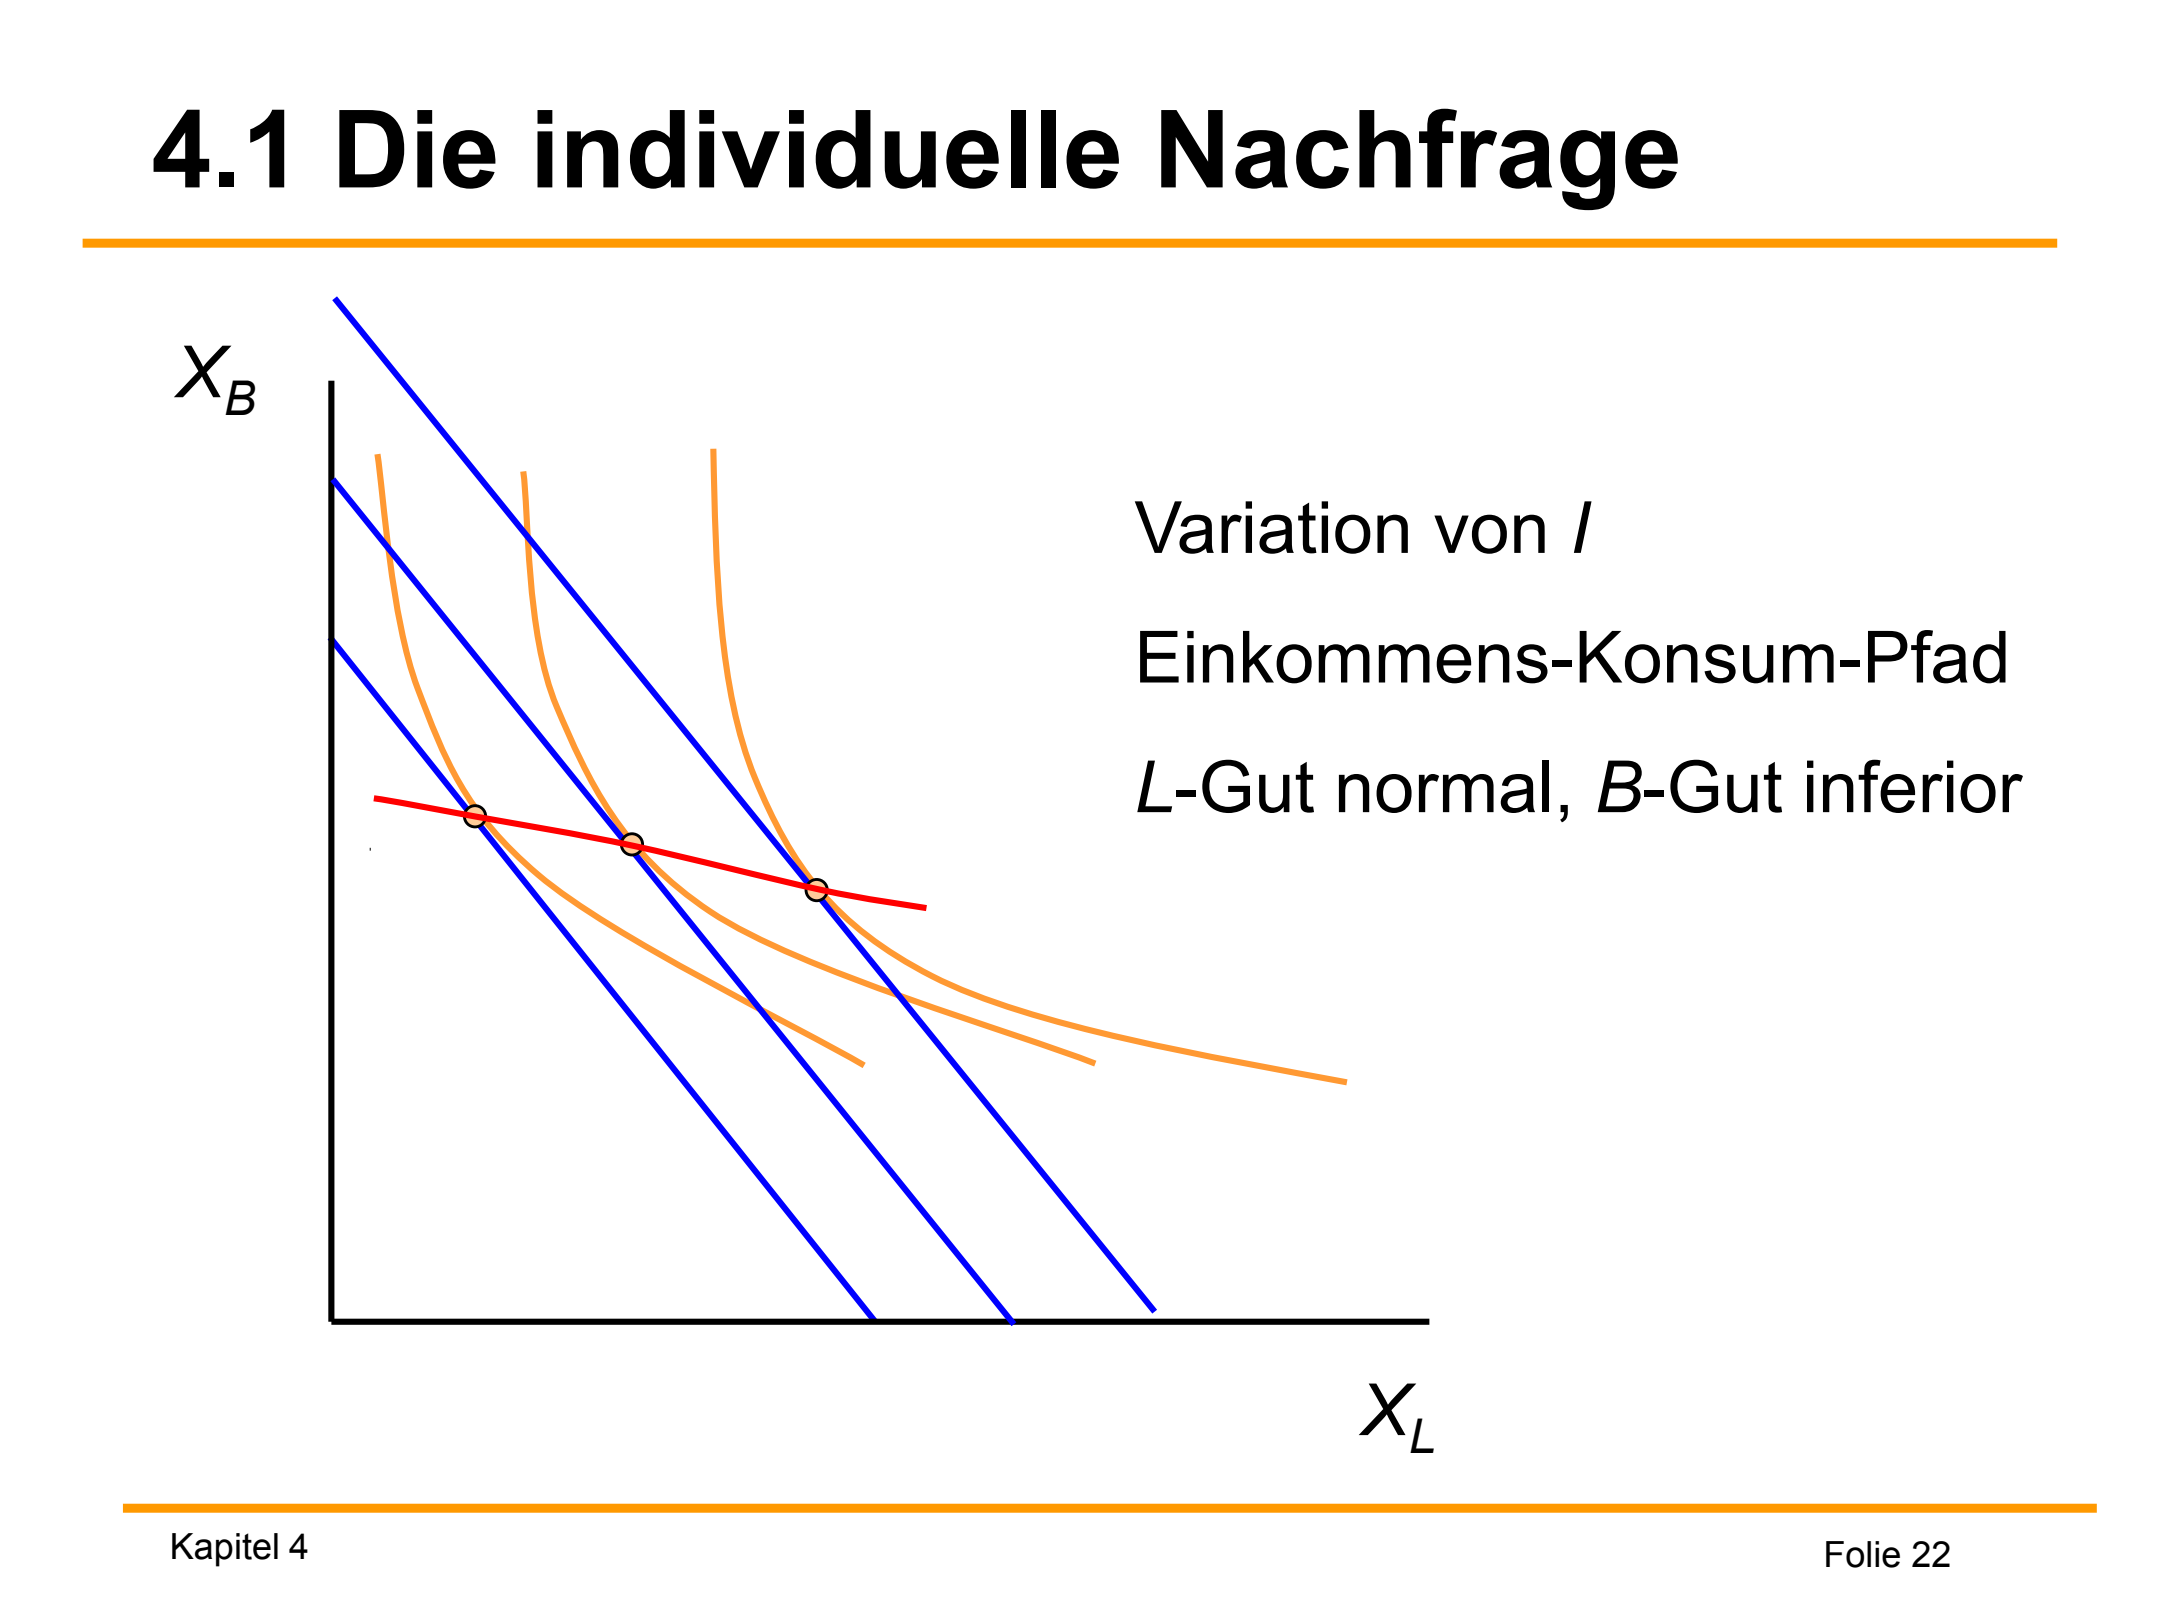 4.1 Die individuelle Nachfrage
X_B
Variation von I
Einkommens-Konsum-Pfad
L-Gut normal, B-Gut inferior
X_L
Kapitel 4
Folie 22